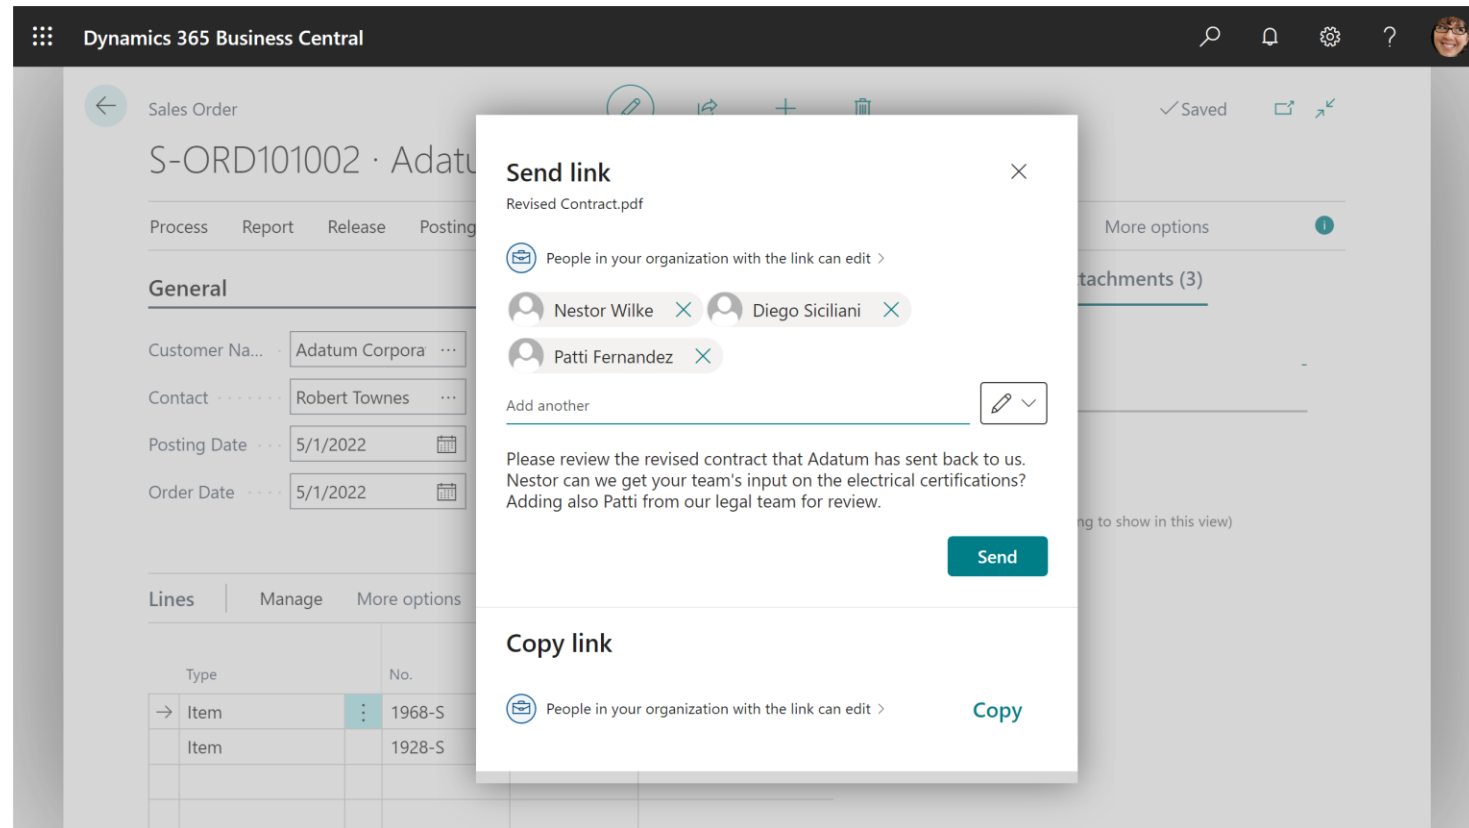 Dynamics 365 Business Central
Sales Order
Saved
S-ORD101002 · Adatu
Process Report Release Posting
More options
General
tachments (3)
Customer Na... Adatum Corpora
Contact Robert Townes
Posting Date 5/1/2022
Order Date 5/1/2022
ng to show in this view)
Lines Manage More options
Type No.
Item 1968-S
Item 1928-S
Send link
Revised Contract.pdf
People in your organization with the link can edit >
Nestor Wilke Diego Siciliani
Patti Fernandez
Add another
Please review the revised contract that Adatum has sent back to us.
Nestor can we get your team's input on the electrical certifications?
Adding also Patti from our legal team for review.
Send
Copy link
People in your organization with the link can edit >
Copy